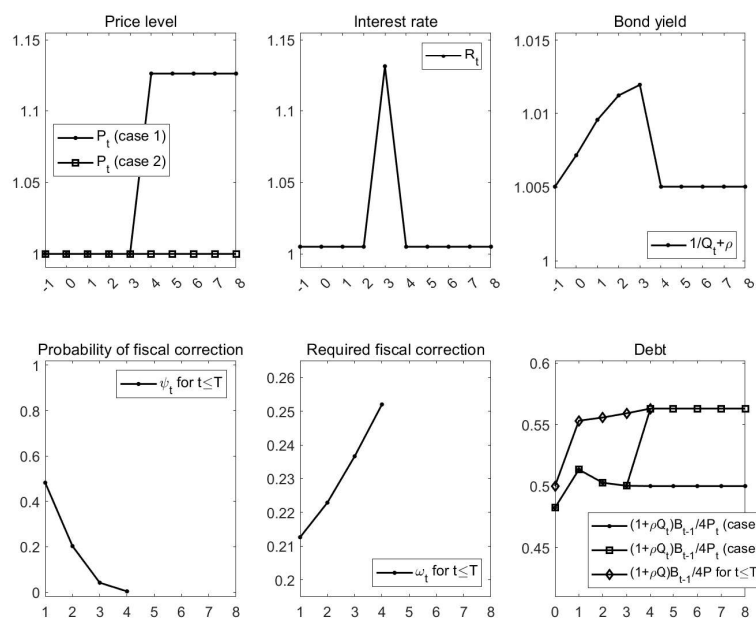 Price level
Interest rate
Bond yield
1.15
1.1
1.05
1
P_t (case 1)
P_t (case 2)
-1 0 1 2 3 4 5 6 7 8
1.15
1.1
1.05
1
R_t
-1 0 1 2 3 4 5 6 7 8
1.015
1.01
1.005
1
1/Q_t+ρ
-1 0 1 2 3 4 5 6 7 8
Probability of fiscal correction
Required fiscal correction
Debt
1
0.8
0.6
0.4
0.2
0
ψ_t for t≤T
1 2 3 4 5 6 7 8
0.26
0.25
0.24
0.23
0.22
0.21
0.2
ω_t for t≤T
1 2 3 4 5 6 7 8
0.6
0.55
0.5
0.45
(1+ρQ_t)B_{t-1}/4P_t (case
(1+ρQ_t)B_{t-1}/4P_t (case
(1+ρQ)B_{t-1}/4P for t≤T
0 1 2 3 4 5 6 7 8